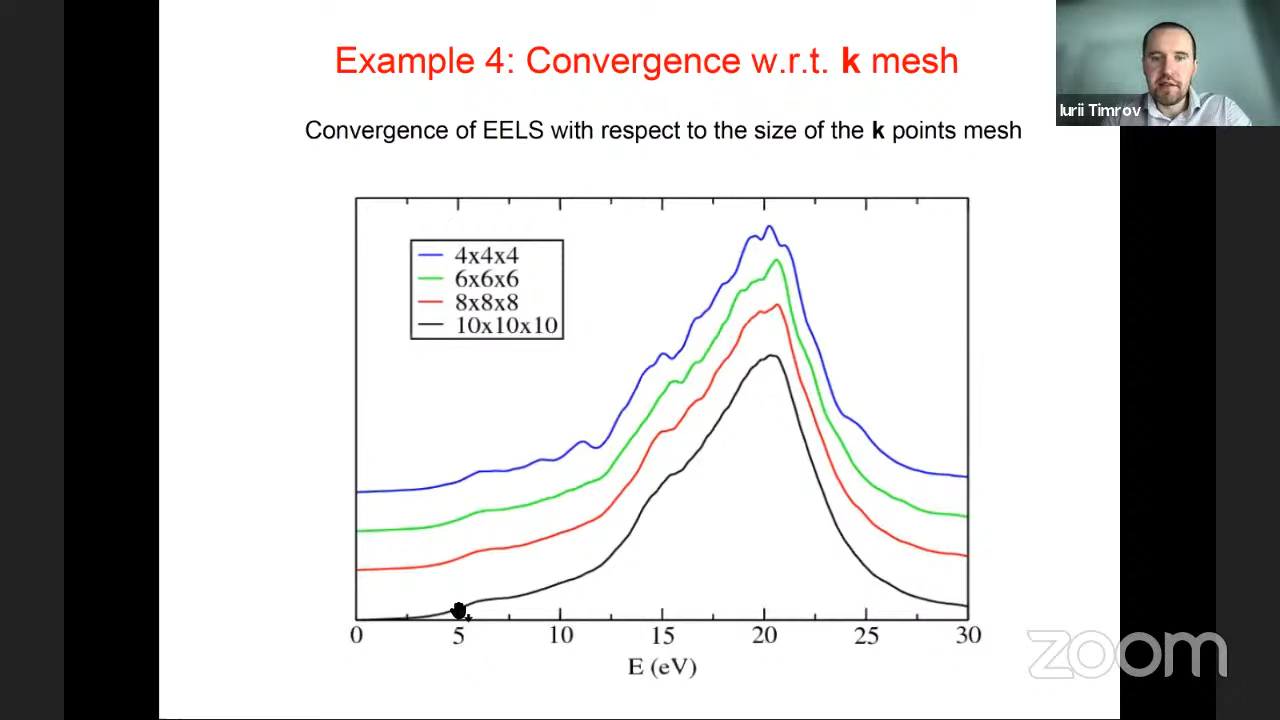 Example 4: Convergence w.r.t. k mesh
Iurii Timrov
Convergence of EELS with respect to the size of the k points mesh
4x4x4
6x6x6
8x8x8
10x10x10
0 5 10 15 20 25 30
E (eV)
zoom